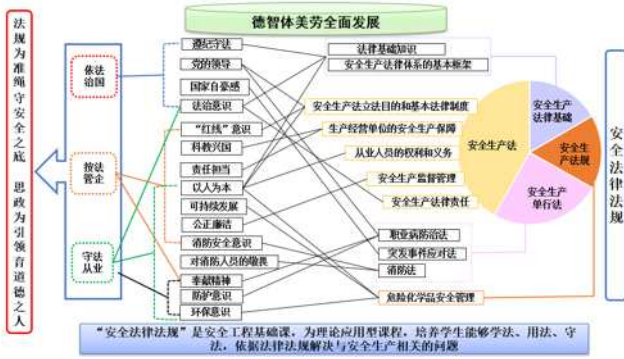 德智体美劳全面发展
法规为准绳 守安全之底 思政为引领育道德之人
依法
治国
按法
管企
守法
从业
遵纪守法
党的领导
国家自豪感
法治意识
“红线”意识
科教兴国
责任担当
以人为本
可持续发展
公正廉洁
消防安全意识
对消防人员的敬畏
奉献精神
防护意识
环保意识
法律基础知识
安全生产法律体系的基本框架
安全生产法立法目的和基本法律制度
生产经营单位的安全生产保障
从业人员的权利和义务
安全生产监督管理
安全生产法律责任
职业病防治法
突发事件应对法
消防法
危险化学品安全管理
安全生产法
安全生产
法律基础
安全生
产法规
安全生产
单行法
安全法律法规
“安全法律法规”是安全工程基础课，为理论应用型课程，培养学生能够学法、用法、守
法，依据法律法规解决与安全生产相关的问题